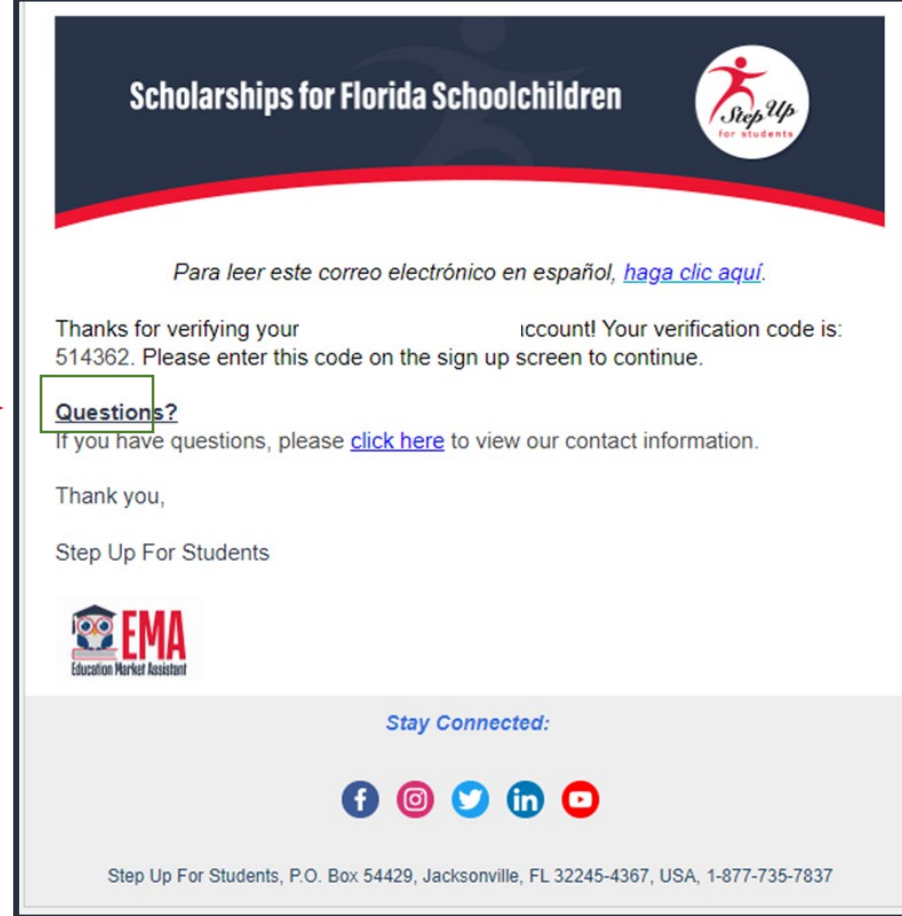 Scholarships for Florida Schoolchildren
Step Up
for students
Para leer este correo electrónico en español, haga clic aquí.
Thanks for verifying your ccount! Your verification code is:
514362. Please enter this code on the sign up screen to continue.
Questions?
If you have questions, please click here to view our contact information.
Thank you,
Step Up For Students
EMA
Education Market Assistant
Stay Connected:
f in
Step Up For Students, P.O. Box 54429, Jacksonville, FL 32245-4367, USA, 1-877-735-7837